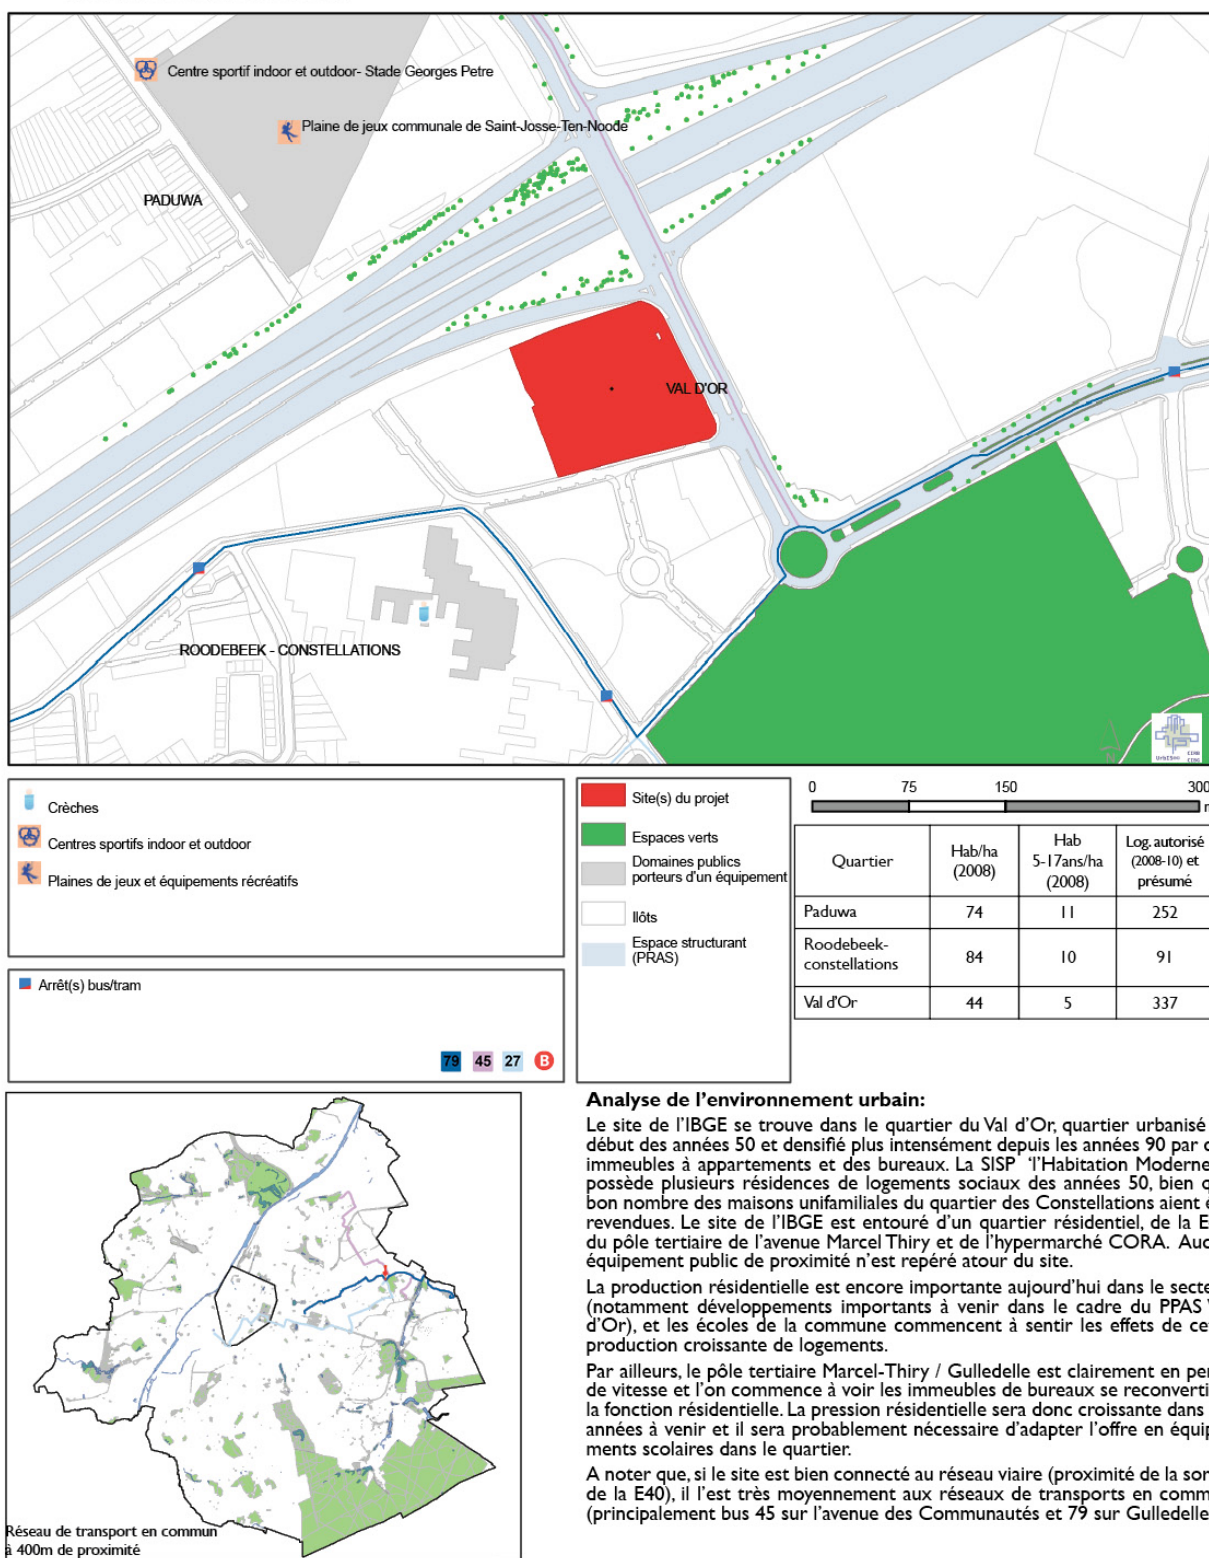 Centre sportif indoor et outdoor- Stade Georges Petre
Plaine de jeux communale de Saint-Josse-Ten-Noode
PADUWA
VAL D'OR
ROODEBEEK - CONSTELLATIONS
Crèches
Centres sportifs indoor et outdoor
Plaines de jeux et équipements récréatifs
Arrêt(s) bus/tram
79 45 27 B
Site(s) du projet
Espaces verts
Domaines publics
porteurs d'un équipement
Ilôts
Espace structurant
(PRAS)
0 75 150 300
Quartier
Hab/ha
(2008)
Hab
5-17ans/ha
(2008)
Log. autorisé
(2008-10) et
présumé
Paduwa 74 11 252
Roodebeek-
constellations 84 10 91
Val d'Or 44 5 337
Réseau de transport en commun
à 400m de proximité
Analyse de l'environnement urbain:
Le site de l'IBGE se trouve dans le quartier du Val d'Or, quartier urbanisé
début des années 50 et densifié plus intensément depuis les années 90 par
immeubles à appartements et des bureaux. La SISP 'l'Habitation Moderne
possède plusieurs résidences de logements sociaux des années 50, bien
bon nombre des maisons unifamiliales du quartier des Constellations aient
revendues. Le site de l'IBGE est entouré d'un quartier résidentiel, de la
du pôle tertiaire de l'avenue Marcel Thiry et de l'hypermarché CORA.
équipement public de proximité n'est repéré atour du site.
La production résidentielle est encore importante aujourd'hui dans le
(notamment développements importants à venir dans le cadre du PPAS
d'Or), et les écoles de la commune commencent à sentir les effets de
production croissante de logements.
Par ailleurs, le pôle tertiaire Marcel-Thiry / Gulledelle est clairement en
de vitesse et l'on commence à voir les immeubles de bureaux se
la fonction résidentielle. La pression résidentielle sera donc croissante dans
années à venir et il sera probablement nécessaire d'adapter l'offre en
ments scolaires dans le quartier.
A noter que, si le site est bien connecté au réseau viaire (proximité de la
de la E40), il l'est très moyennement aux réseaux de transports en
(principalement bus 45 sur l'avenue des Communautés et 79 sur Gulledelle